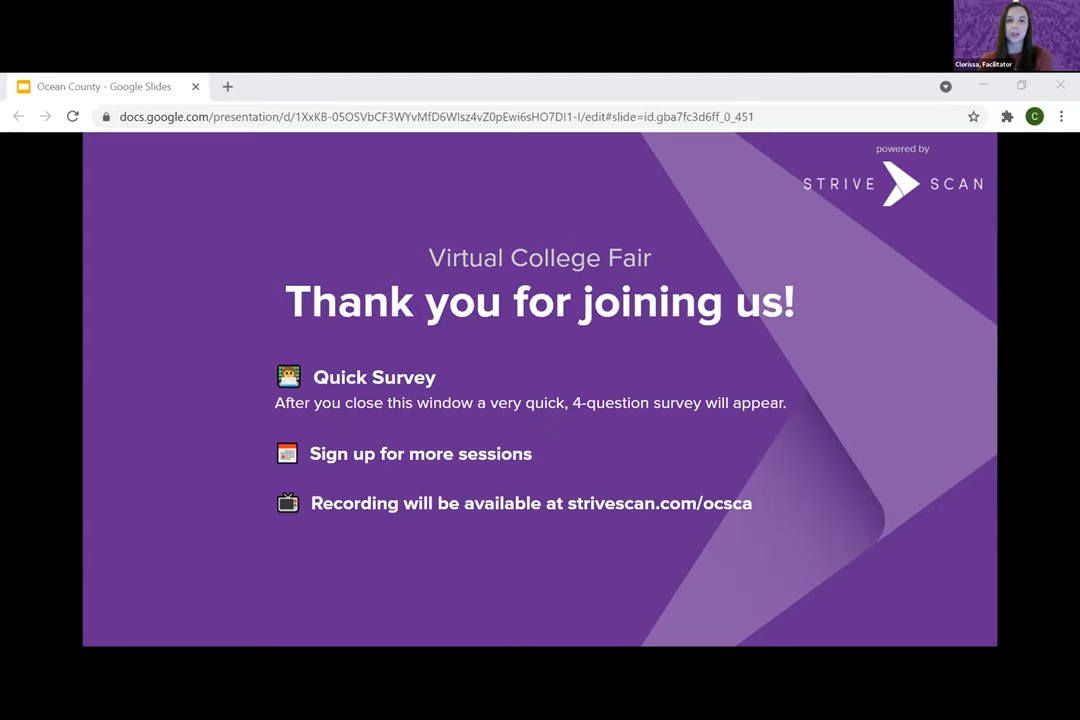 Clorissa, Facilitator
Ocean County - Google Slides
docs.google.com/presentation/d/1XxKB-05OSVbCF3WYvMfD6WIsz4vZ0pEwi6sHO7DI1-I/edit#slide=id.gba7fc3d6ff_0_451
C
powered by
STRIVE SCAN
Virtual College Fair
Thank you for joining us!
Quick Survey
After you close this window a very quick, 4-question survey will appear.
Sign up for more sessions
Recording will be available at strivescan.com/ocsca